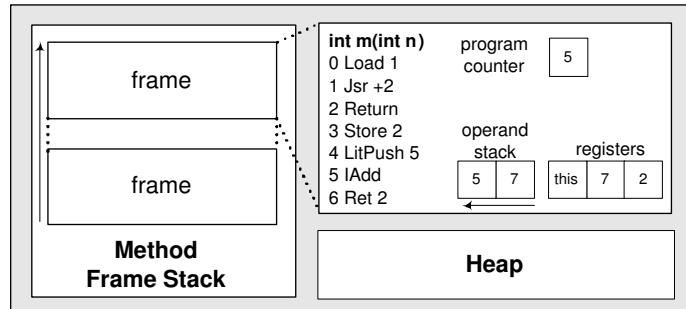 frame
frame
Method
Frame Stack
int m(int n)
0 Load 1
1 Jsr +2
2 Return
3 Store 2
4 LitPush 5
5 IAdd
6 Ret 2
program
counter
5
operand
stack
5 7
registers
this 7 2
Heap